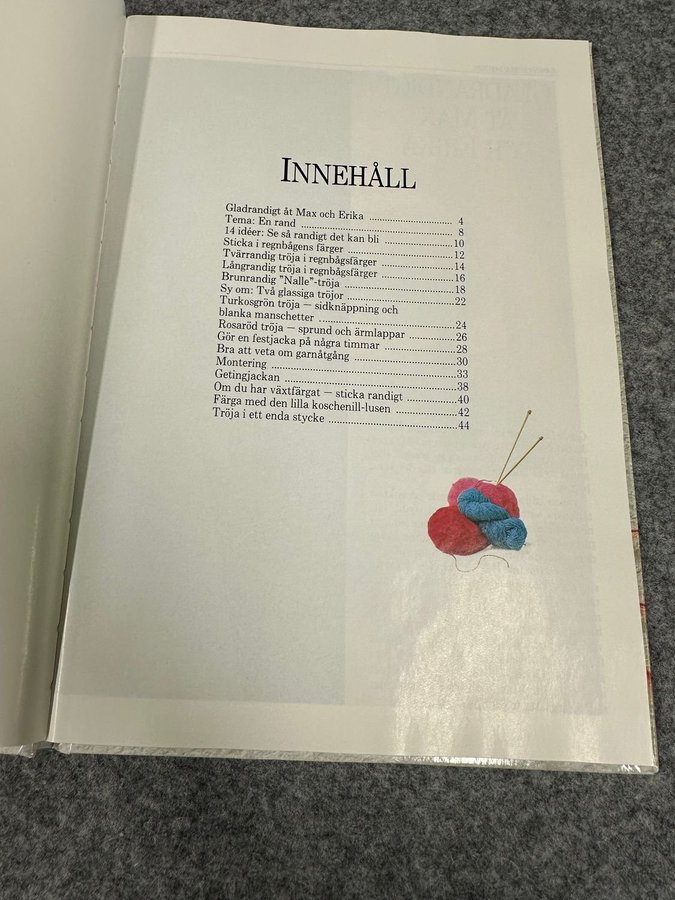 INNEHÅLL
Gladrandigt åt Max och Erika ........................... 4
Tema: En rand ........................... 8
14 idéer: Se så randigt det kan bli ........................... 10
Sticka i regnbågens färger ........................... 12
Tvärrandig tröja i regnbågsfärger ........................... 14
Långrandig tröja i regnbågsfärger ........................... 16
Brunrandig "Nalle"-tröja ........................... 18
Sy om: Två glassiga tröjor ........................... 22
Turkosgrön tröja – sidknäppning och
blanka manschetter ........................... 24
Rosaröd tröja – sprund och ärmlappar ........................... 26
Gör en festjacka på några timmar ........................... 28
Bra att veta om garnåtgång ........................... 30
Montering ........................... 33
Getingjackan ........................... 38
Om du har växtfärgat – sticka randigt ........................... 40
Färga med den lilla koschenill-lusen ........................... 42
Tröja i ett enda stycke ........................... 44